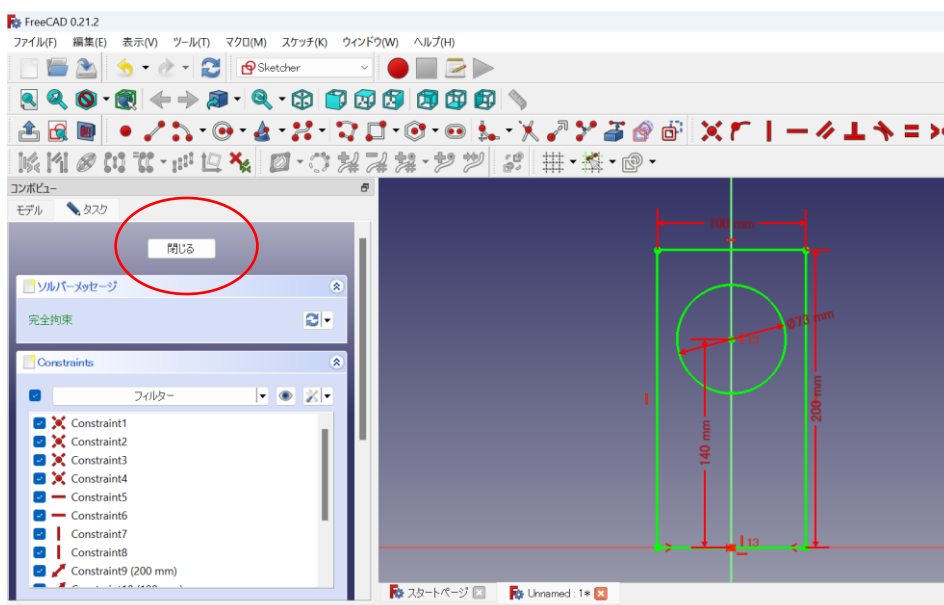 FreeCAD 0.21.2
ファイル(F) 編集(E) 表示(V) ツール(T) マクロ(M) スケッチ(K) ウィンドウ(W) ヘルプ(H)
Sketcher
コンボビュー
モデル タスク
閉じる
ソルバーメッセージ
完全拘束
Constraints
フィルター
Constraint1
Constraint2
Constraint3
Constraint4
Constraint5
Constraint6
Constraint7
Constraint8
Constraint9 (200 mm)
100 mm
Ø73 mm
13
200 mm
140 mm
13
スタートページ
Unnamed : 1*